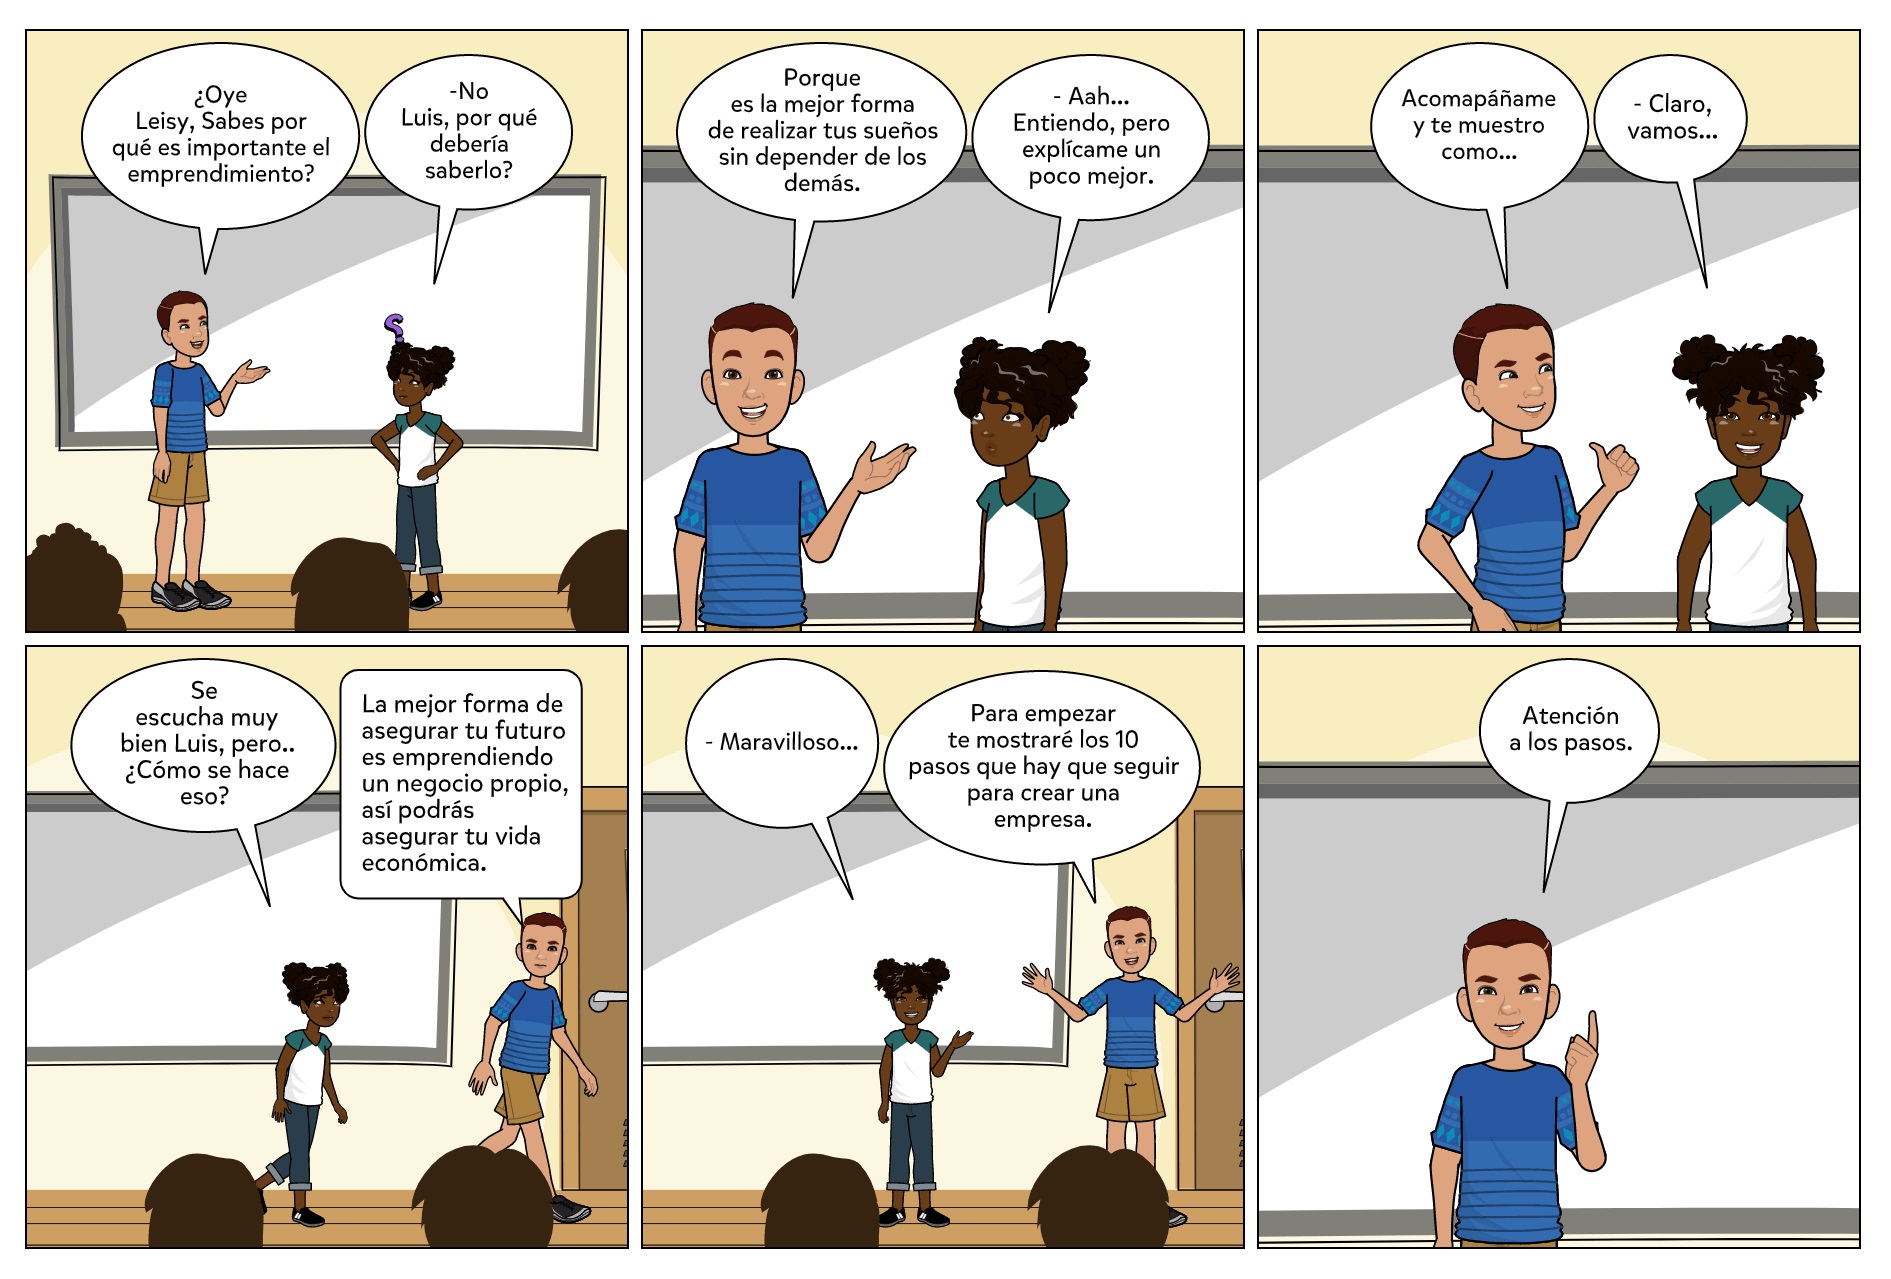 ¿Oye
Leisy, Sabes por
qué es importante el
emprendimiento?
-No
Luis, por qué
debería
saberlo?
Porque
es la mejor forma
de realizar tus sueños
sin depender de los
demás.
- Aah...
Entiendo, pero
explícame un
poco mejor.
Acomapáñame
y te muestro
como...
- Claro,
vamos...
Se
escucha muy
bien Luis, pero..
¿Cómo se hace
eso?
La mejor forma de
asegurar tu futuro
es emprendiendo
un negocio propio,
así podrás
asegurar tu vida
económica.
- Maravilloso...
Para empezar
te mostraré los 10
pasos que hay que seguir
para crear una
empresa.
Atención
a los pasos.